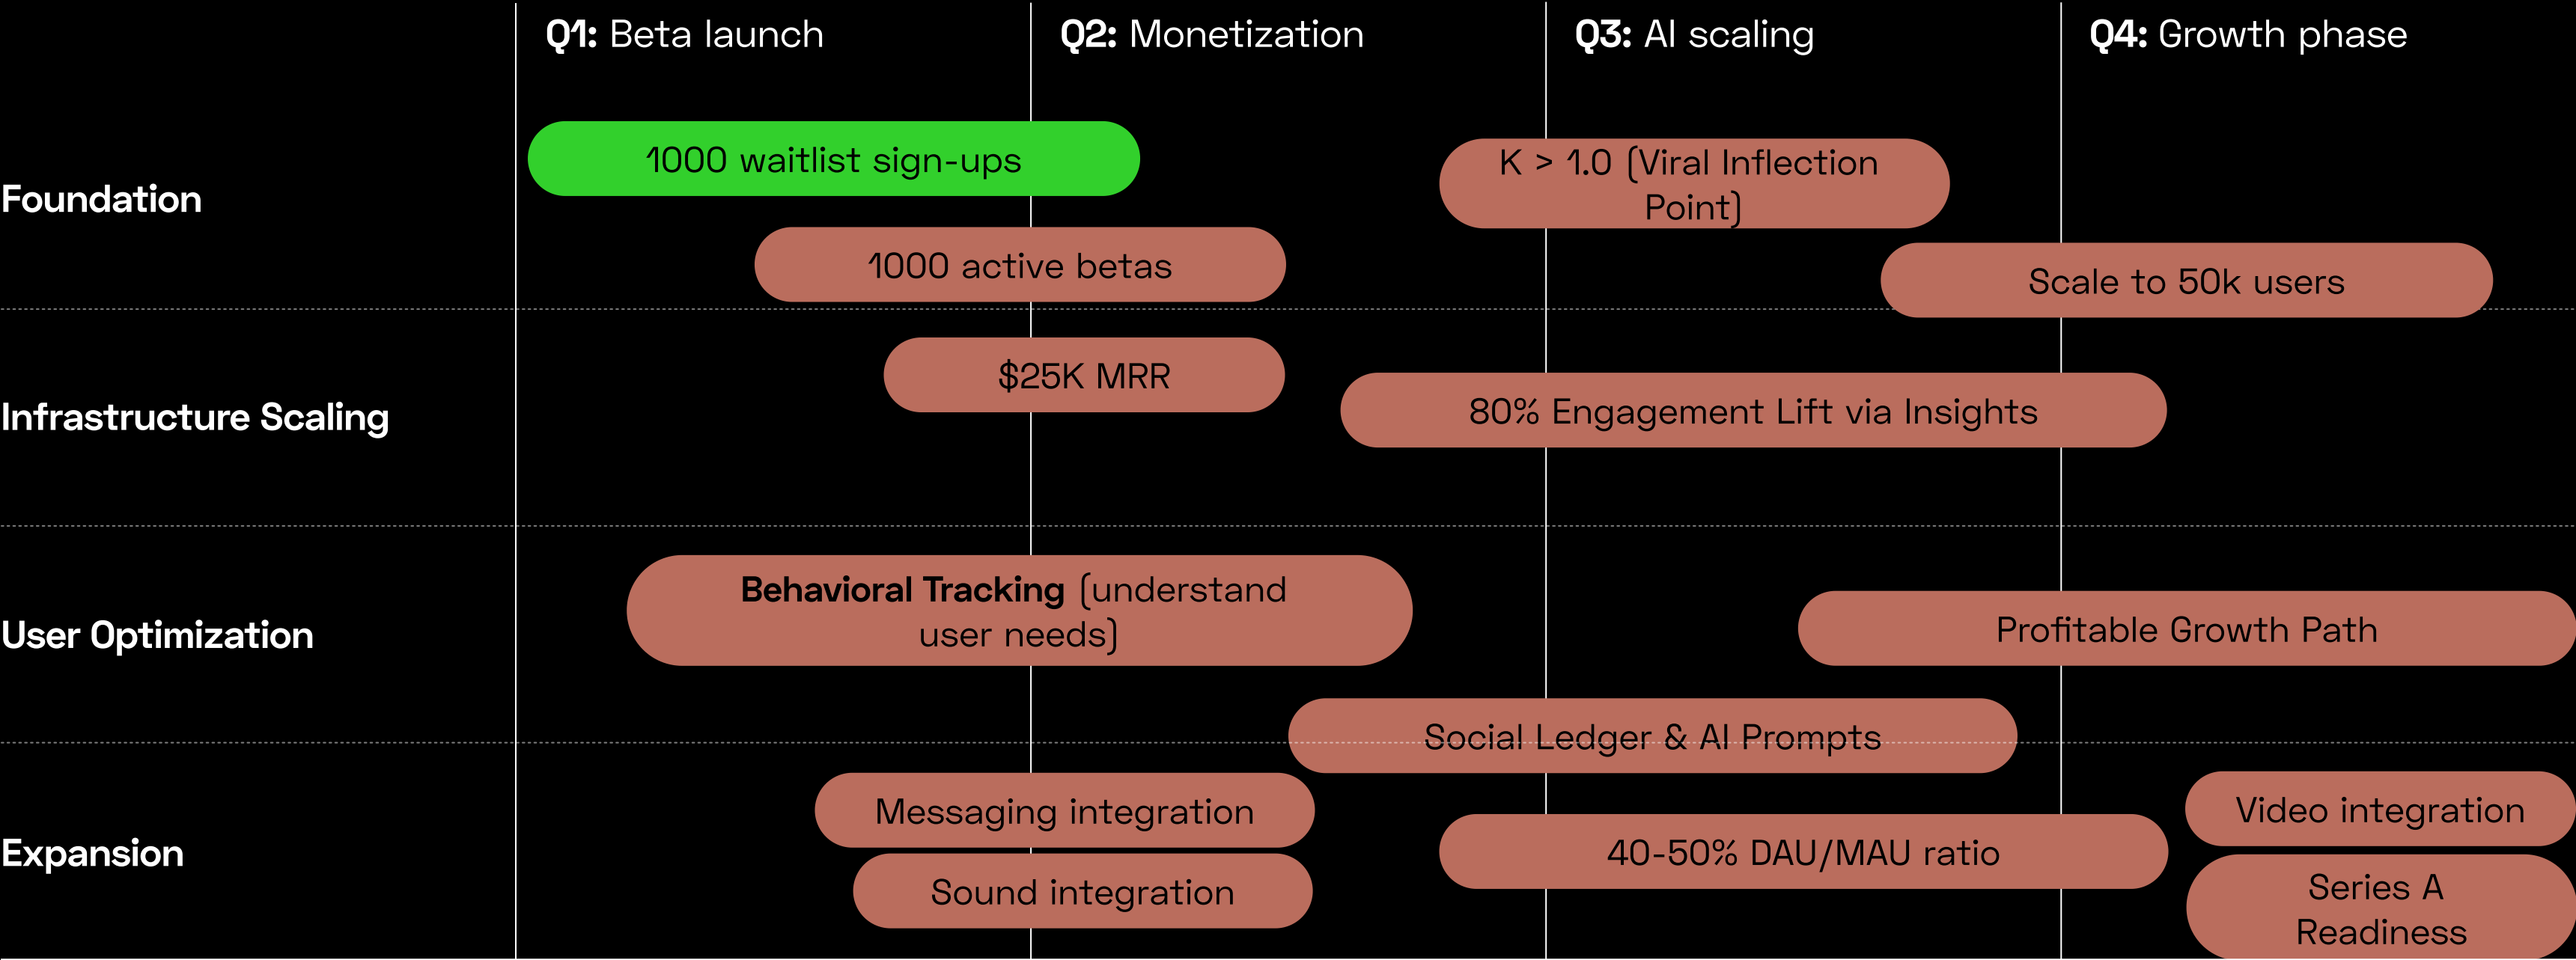 Q1: Beta launch
Q2: Monetization
Q3: AI scaling
Q4: Growth phase
Foundation
1000 waitlist sign-ups
K > 1.0 (Viral Inflection
Point)
1000 active betas
Scale to 50k users
Infrastructure Scaling
$25K MRR
80% Engagement Lift via Insights
User Optimization
Behavioral Tracking (understand
user needs)
Profitable Growth Path
Social Ledger & AI Prompts
Expansion
Messaging integration
Video integration
40-50% DAU/MAU ratio
Sound integration
Series A
Readiness